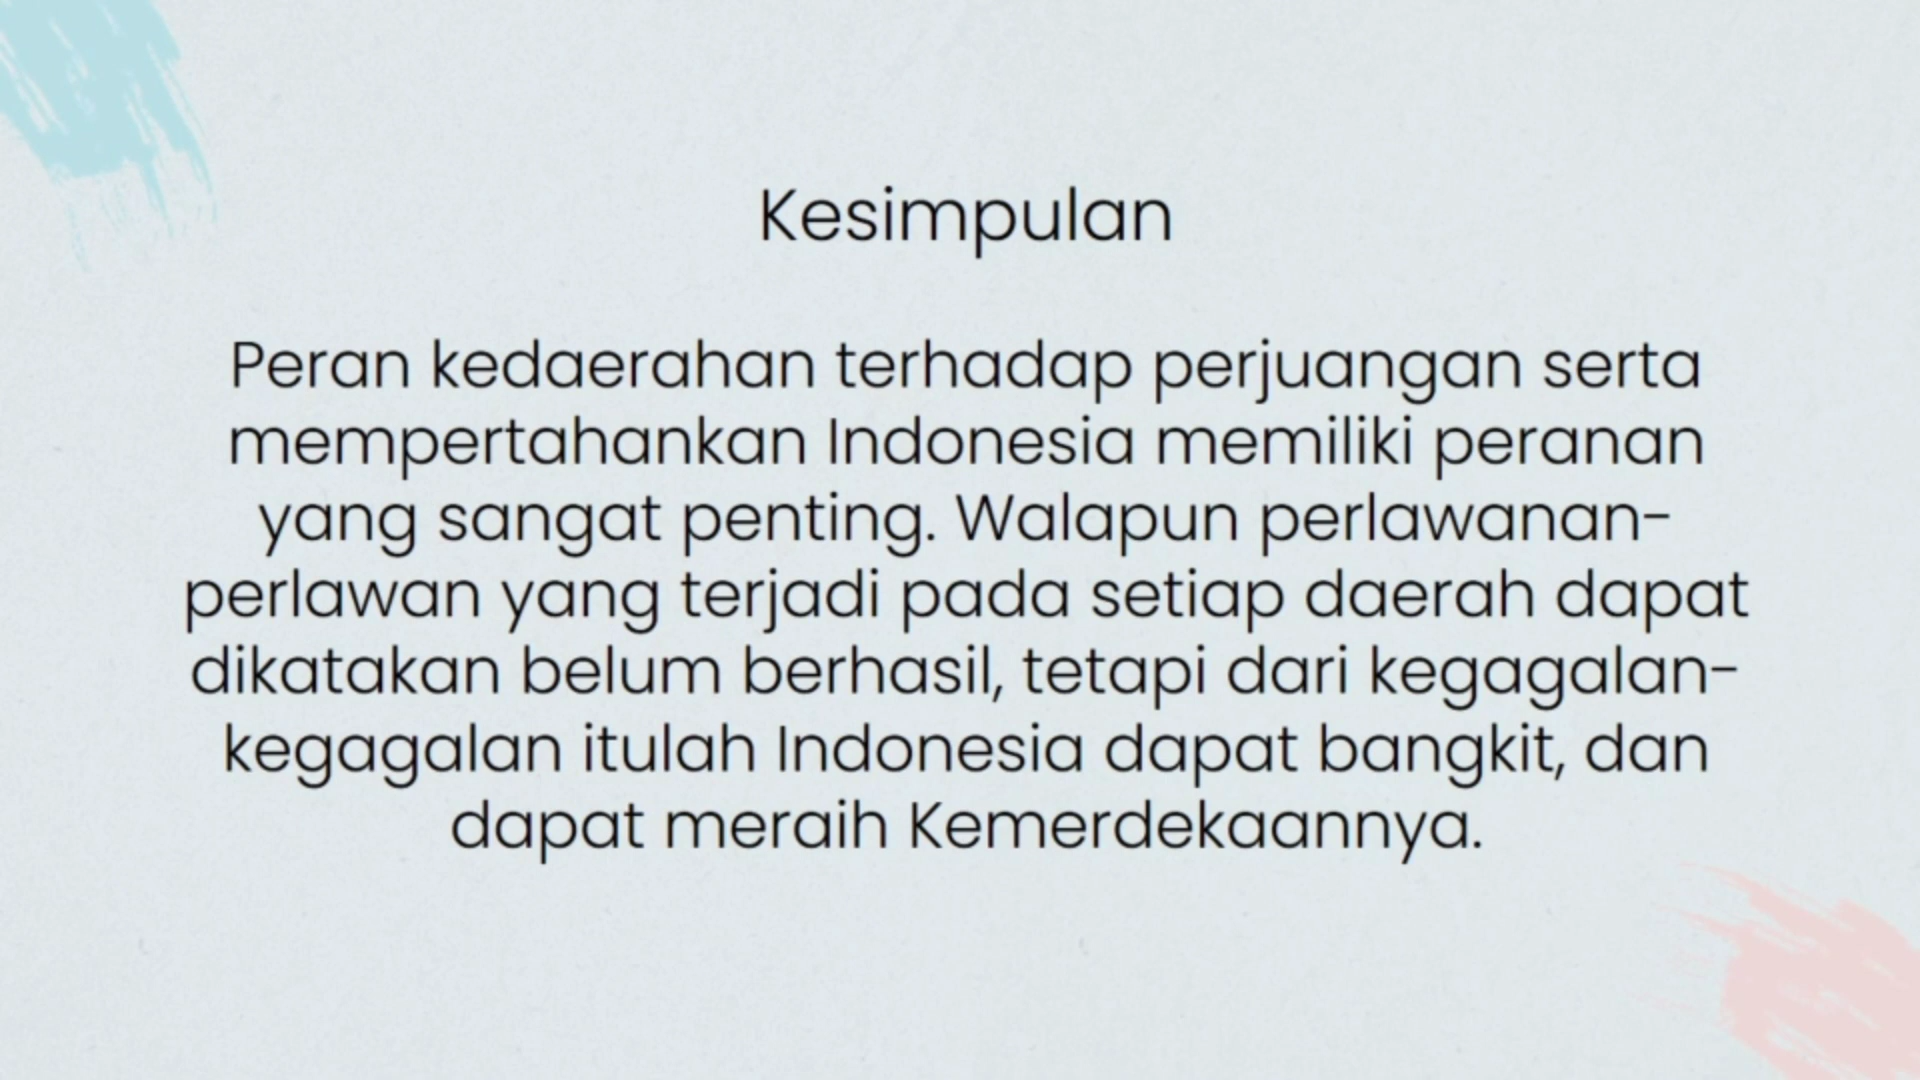 Kesimpulan
Peran kedaerahan terhadap perjuangan serta
mempertahankan Indonesia memiliki peranan
yang sangat penting. Walapun perlawanan-
perlawan yang terjadi pada setiap daerah dapat
dikatakan belum berhasil, tetapi dari kegagalan-
kegagalan itulah Indonesia dapat bangkit, dan
dapat meraih Kemerdekaannya.